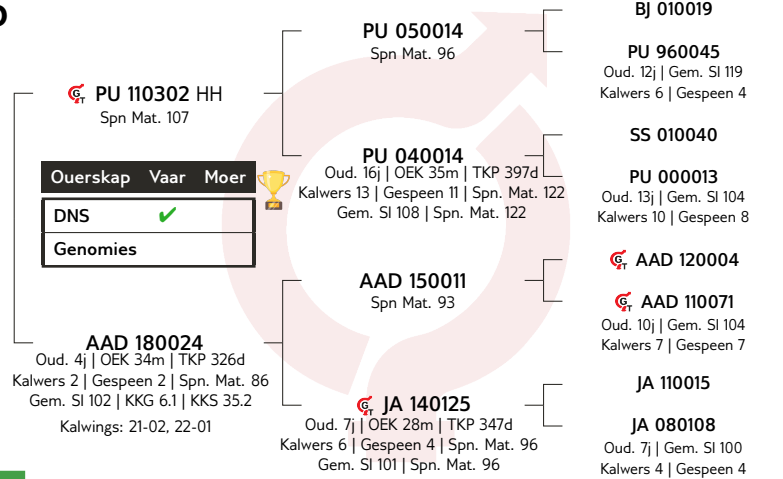 PU 110302 HH
Spn Mat. 107
Ouerskap Vaar Moer
DNS ✔
Genomies
AAD 180024
Oud. 4j | OEK 34m | TKP 326d
Kalwers 2 | Gespeen 2 | Spn. Mat. 86
Gem. SI 102 | KKG 6.1 | KKS 35.2
Kalwings: 21-02, 22-01
PU 050014
Spn Mat. 96
PU 040014
Oud. 16j | OEK 35m | TKP 397d
Kalwers 13 | Gespeen 11 | Spn. Mat. 122
Gem. SI 108 | Spn. Mat. 122
AAD 150011
Spn Mat. 93
JA 140125
Oud. 7j | OEK 28m | TKP 347d
Kalwers 6 | Gespeen 4 | Spn. Mat. 96
Gem. SI 101 | Spn. Mat. 96
BJ 010019
PU 960045
Oud. 12j | Gem. SI 119
Kalwers 6 | Gespeen 4
SS 010040
PU 000013
Oud. 13j | Gem. SI 104
Kalwers 10 | Gespeen 8
AAD 120004
AAD 110071
Oud. 10j | Gem. SI 104
Kalwers 7 | Gespeen 7
JA 110015
JA 080108
Oud. 7j | Gem. SI 100
Kalwers 4 | Gespeen 4